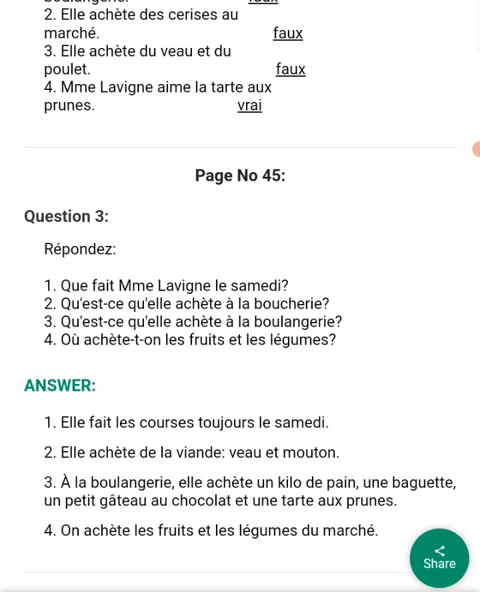 2. Elle achète des cerises au
marché. faux
3. Elle achète du veau et du
poulet. faux
4. Mme Lavigne aime la tarte aux
prunes. vrai
Page No 45:
Question 3:
Répondez:
1. Que fait Mme Lavigne le samedi?
2. Qu'est-ce qu'elle achète à la boucherie?
3. Qu'est-ce qu'elle achète à la boulangerie?
4. Où achète-t-on les fruits et les légumes?
ANSWER:
1. Elle fait les courses toujours le samedi.
2. Elle achète de la viande: veau et mouton.
3. À la boulangerie, elle achète un kilo de pain, une baguette,
un petit gâteau au chocolat et une tarte aux prunes.
4. On achète les fruits et les légumes du marché.
Share